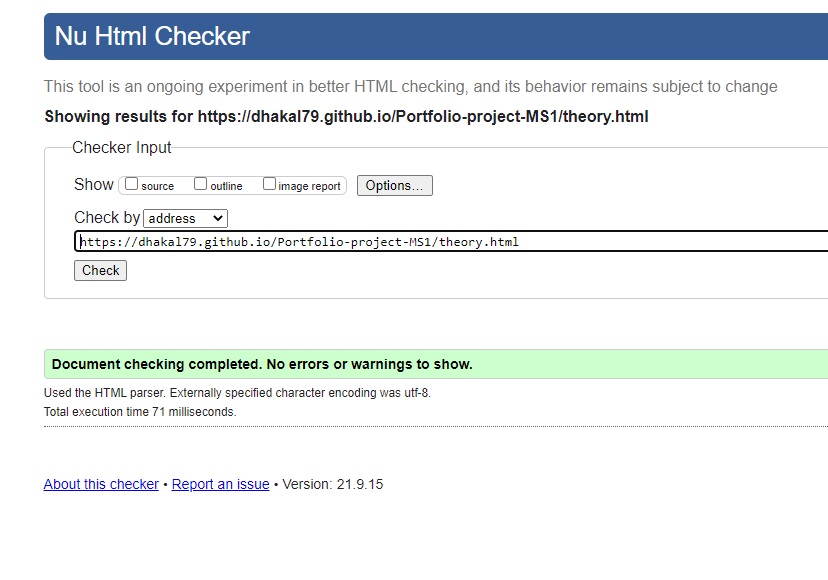 Nu Html Checker
This tool is an ongoing experiment in better HTML checking, and its behavior remains subject to change
Showing results for https://dhakal79.github.io/Portfolio-project-MS1/theory.html
Checker Input
Show source outline image report Options...
Check by address
https://dhakal79.github.io/Portfolio-project-MS1/theory.html
Check
Document checking completed. No errors or warnings to show.
Used the HTML parser. Externally specified character encoding was utf-8.
Total execution time 71 milliseconds.
About this checker • Report an issue • Version: 21.9.15